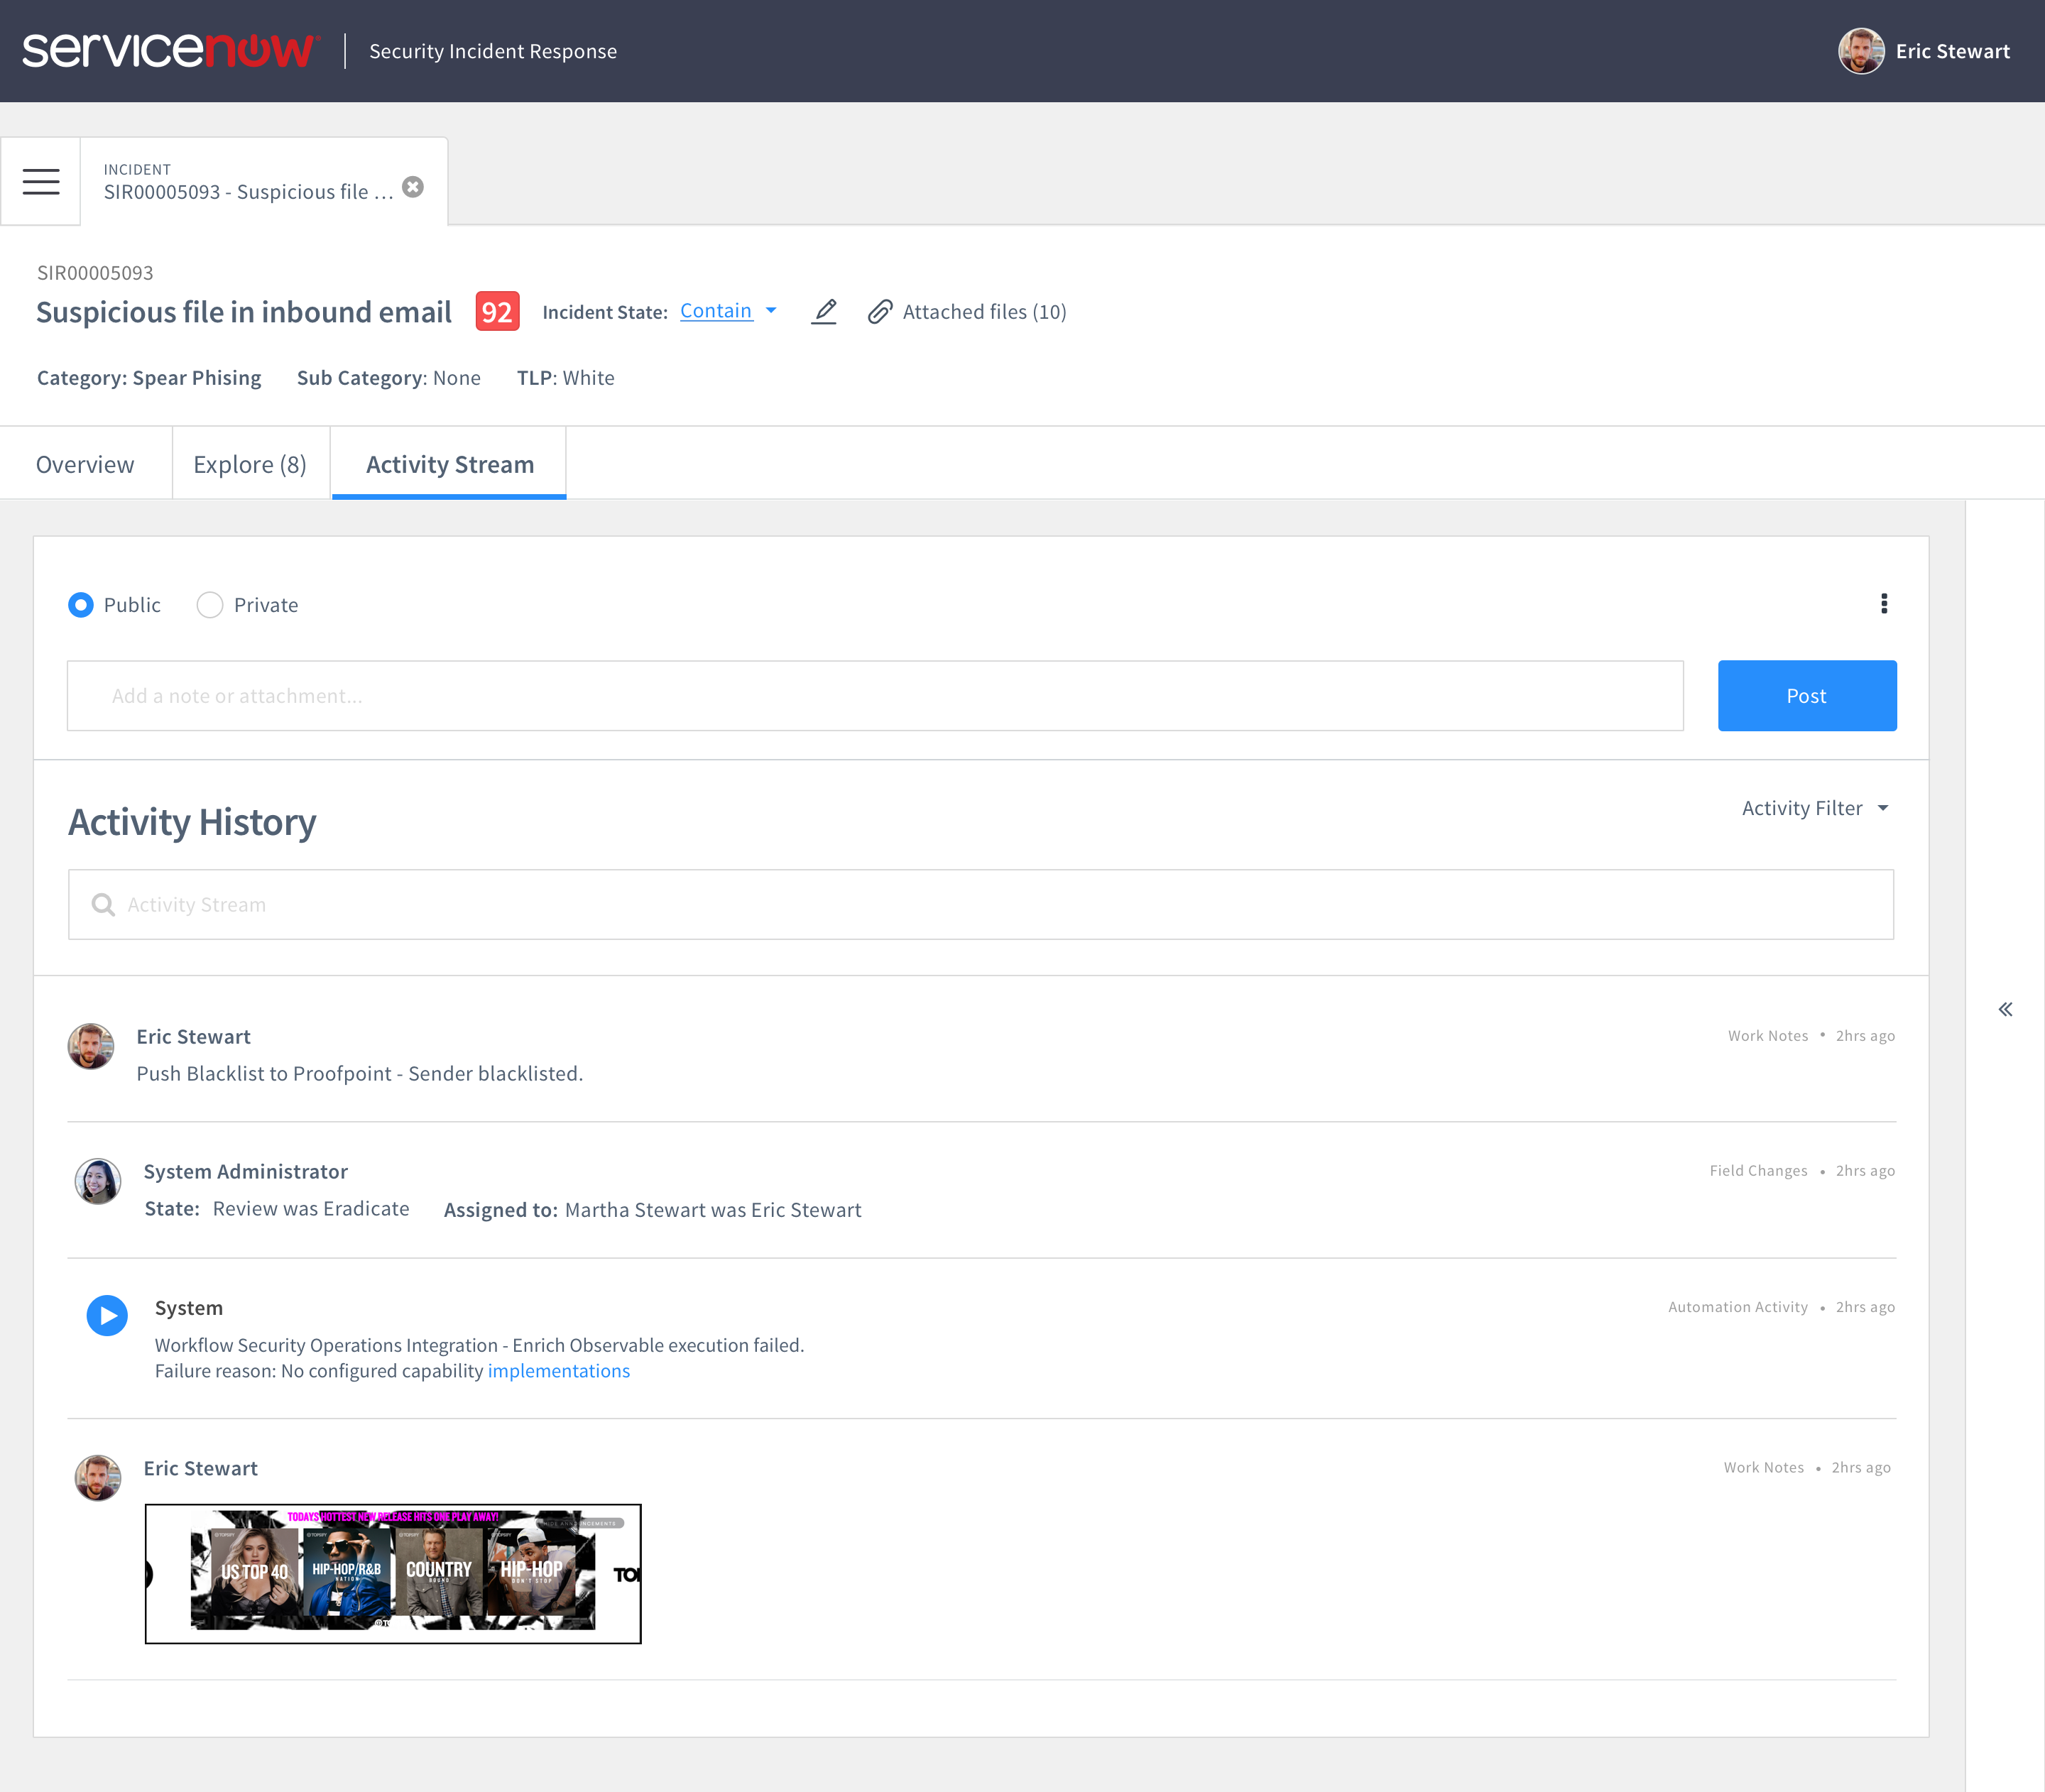 servicenow
Security Incident Response
Eric Stewart
INCIDENT
SIR00005093 - Suspicious file ...
SIR00005093
Suspicious file in inbound email
92
Incident State: Contain
Attached files (10)
Category: Spear Phising Sub Category: None TLP: White
Overview
Explore (8)
Activity Stream
Public
Private
Add a note or attachment...
Post
Activity History
Activity Filter
Activity Stream
Eric Stewart
Work Notes • 2hrs ago
Push Blacklist to Proofpoint - Sender blacklisted.
System Administrator
Field Changes • 2hrs ago
State: Review was Eradicate Assigned to: Martha Stewart was Eric Stewart
System
Automation Activity • 2hrs ago
Workflow Security Operations Integration - Enrich Observable execution failed.
Failure reason: No configured capability implementations
Eric Stewart
Work Notes • 2hrs ago
TODAYS HOTTEST NEW RELEASE HITS ONE PLAY AWAY!
US TOP 40
HIP-HOP/R&B
NATION
COUNTRY
HIP-HOP
DON'T STOP